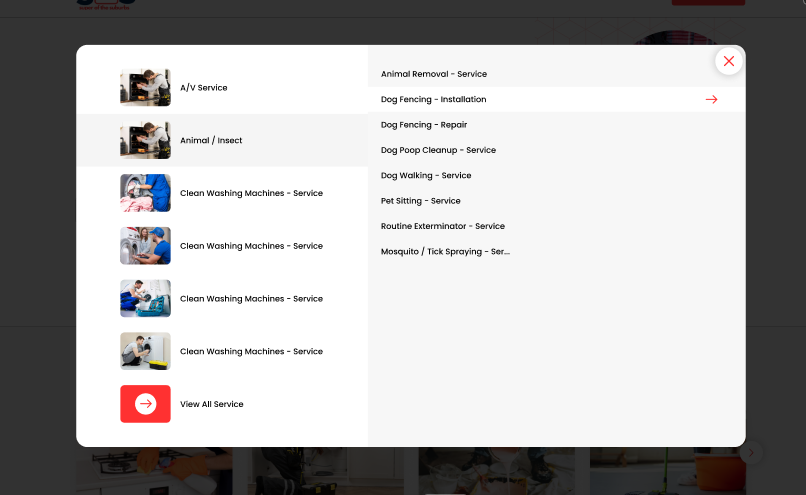 A/V Service
Animal / Insect
Clean Washing Machines - Service
Clean Washing Machines - Service
Clean Washing Machines - Service
Clean Washing Machines - Service
View All Service
Animal Removal - Service
Dog Fencing - Installation
Dog Fencing - Repair
Dog Poop Cleanup - Service
Dog Walking - Service
Pet Sitting - Service
Routine Exterminator - Service
Mosquito / Tick Spraying - Ser...